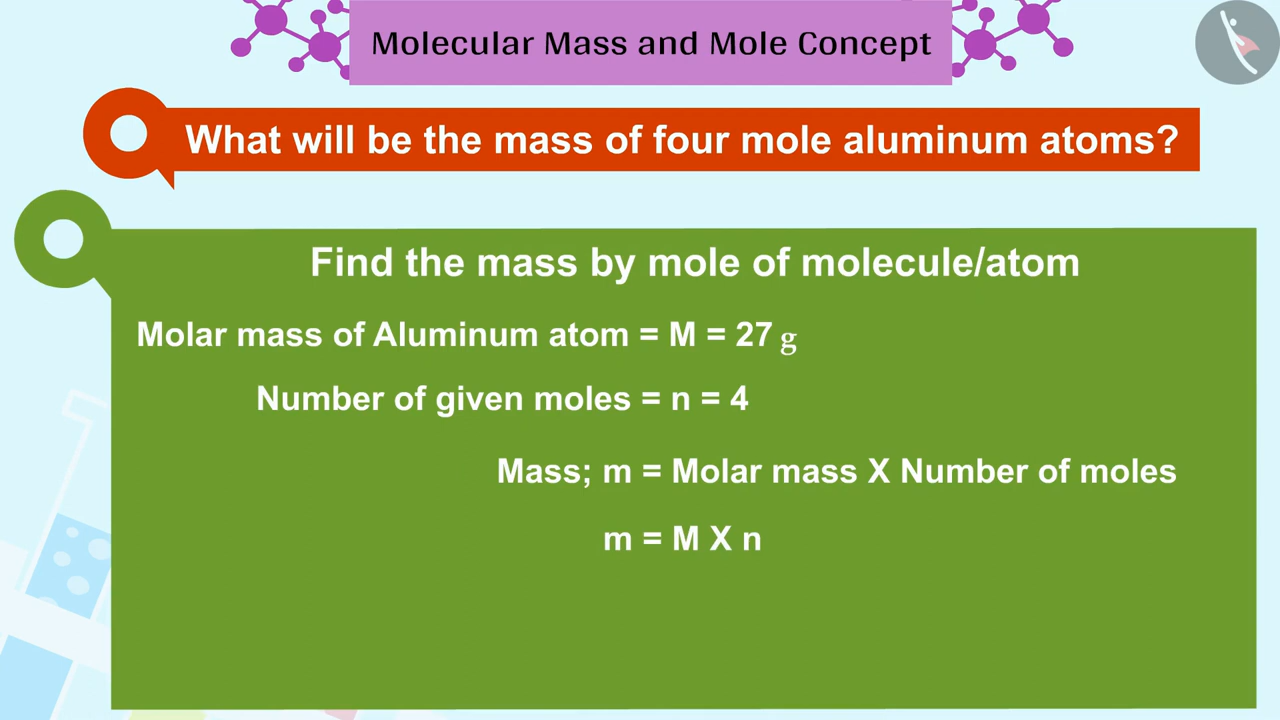 Molecular Mass and Mole Concept
What will be the mass of four mole aluminum atoms?
Find the mass by mole of molecule/atom
Molar mass of Aluminum atom = M = 27 g
Number of given moles = n = 4
Mass; m = Molar mass X Number of moles
m = M X n